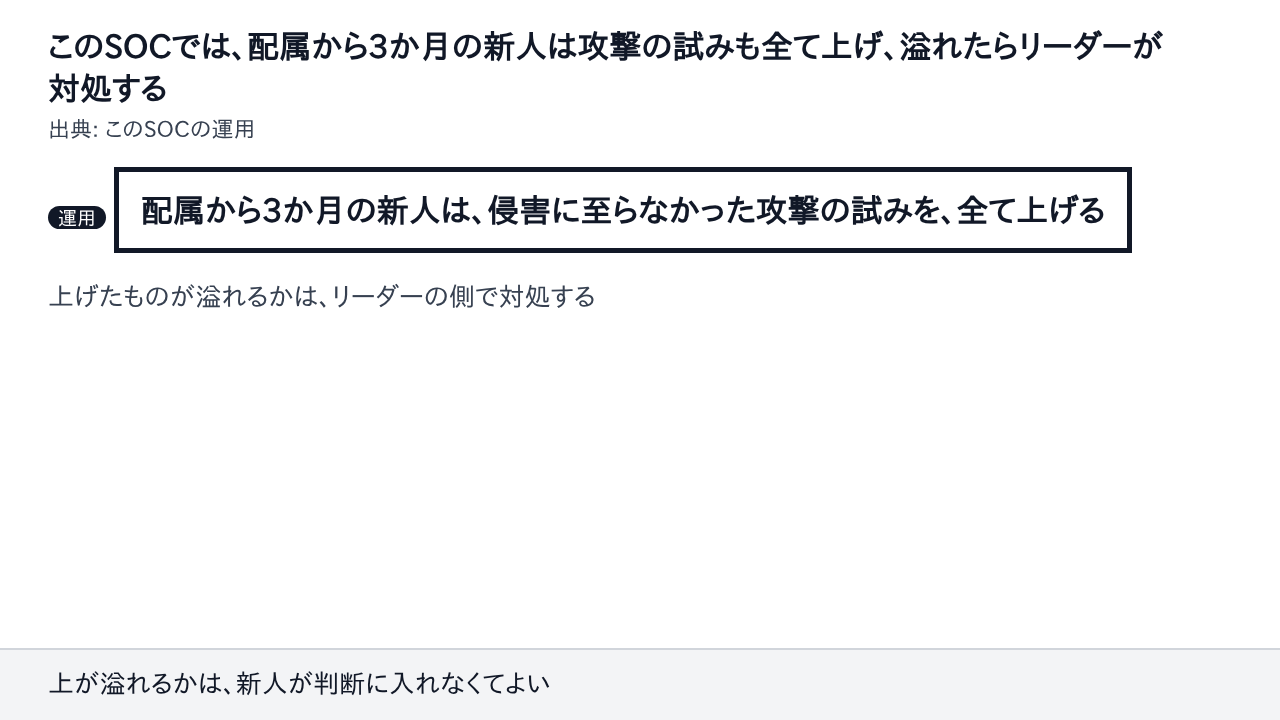 このSOCでは、配属から3か月の新人は攻撃の試みも全て上げ、溢れたらリーダーが
対処する
出典: このSOCの運用
運用
配属から3か月の新人は、侵害に至らなかった攻撃の試みを、全て上げる
上げたものが溢れるかは、リーダーの側で対処する
上が溢れるかは、新人が判断に入れなくてよい